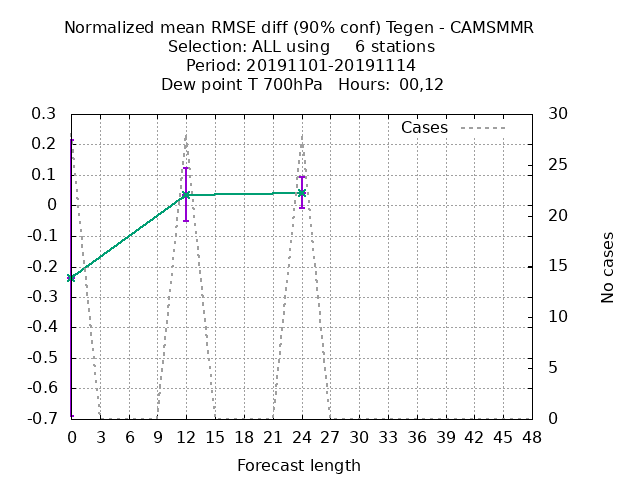 Normalized mean RMSE diff (90% conf) Tegen - CAMSMMR
Selection: ALL using     6 stations
Period: 20191101-20191114
Dew point T 700hPa   Hours:  00,12
Cases
0.3
0.2
0.1
0
-0.1
-0.2
-0.3
-0.4
-0.5
-0.6
-0.7
30
25
20
15
10
5
0
No cases
0 3 6 9 12 15 18 21 24 27 30 33 36 39 42 45 48
Forecast length